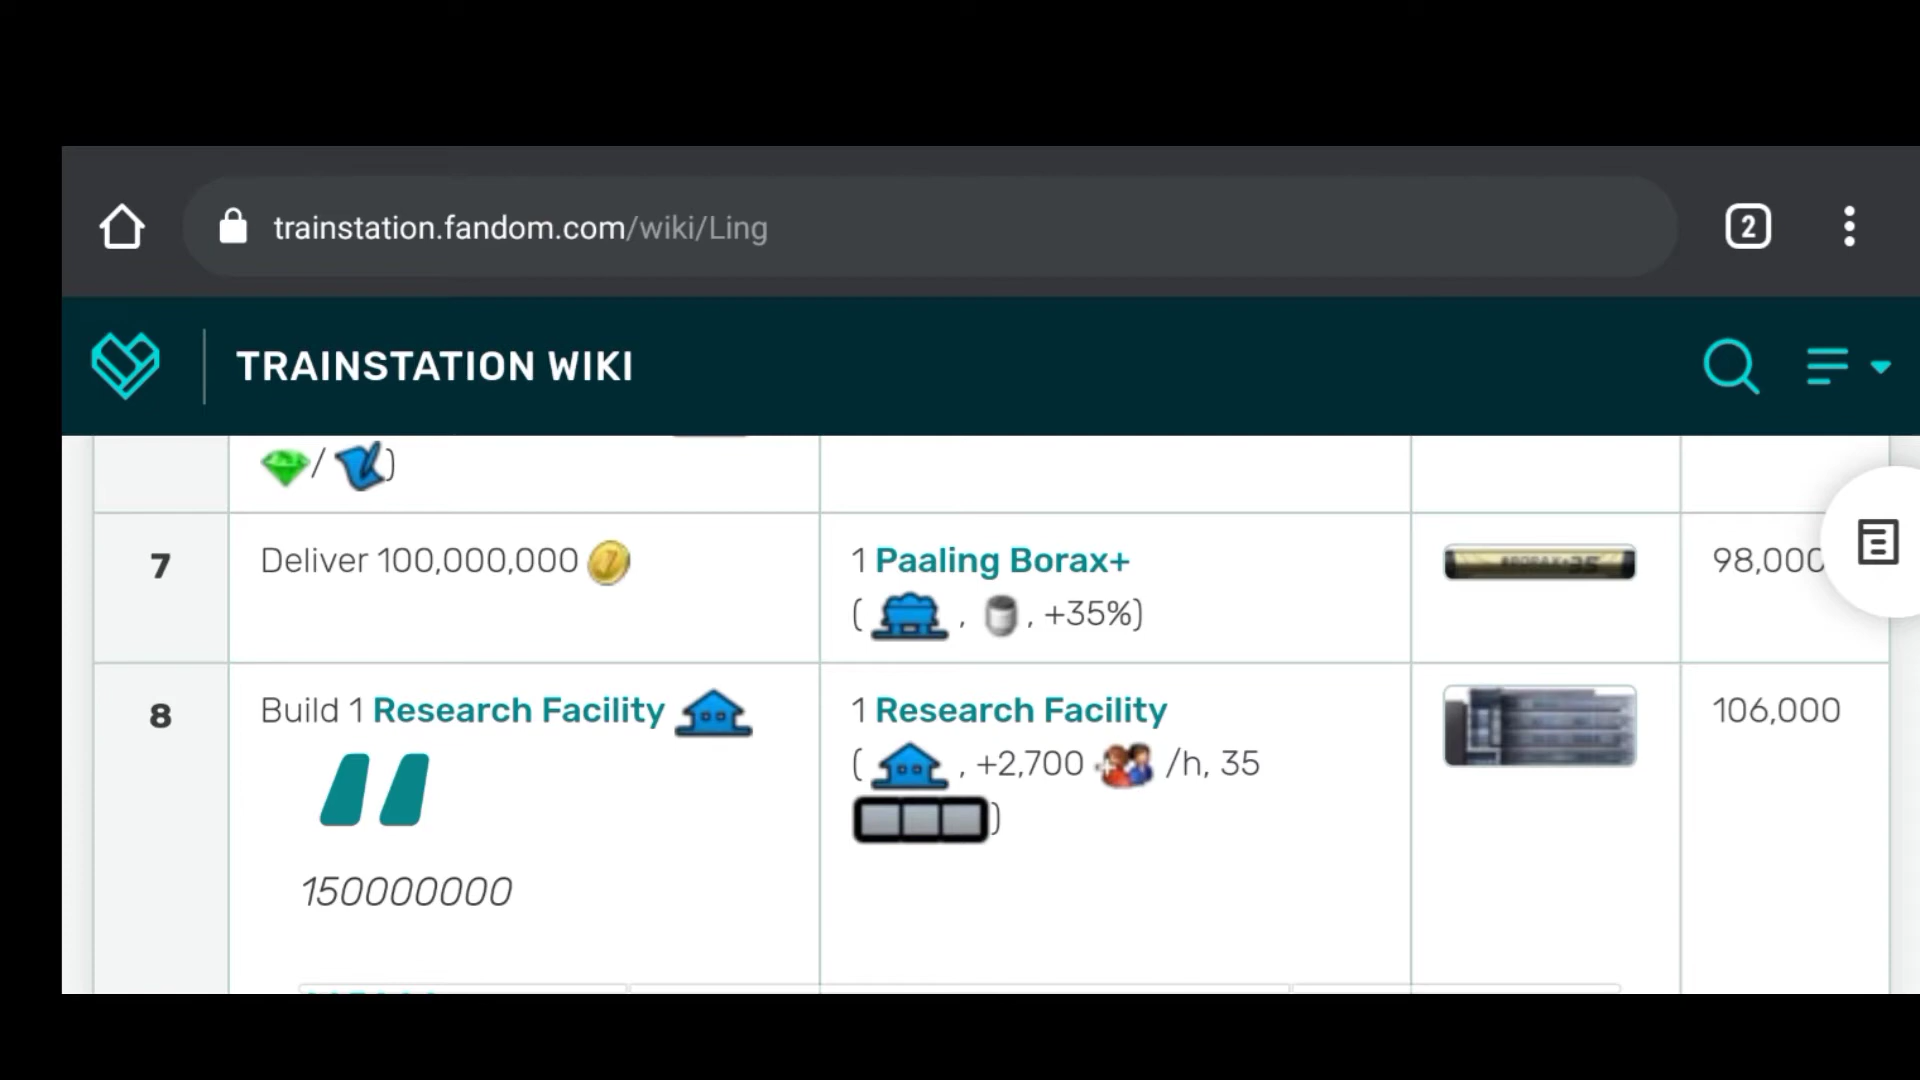 trainstation.fandom.com/wiki/Ling
2
TRAINSTATION WIKI
/ )
7
Deliver 100,000,000
1 Paaling Borax+
( , , +35%)
98,000
8
Build 1 Research Facility
1 Research Facility
( , +2,700 /h, 35
)
106,000
150000000